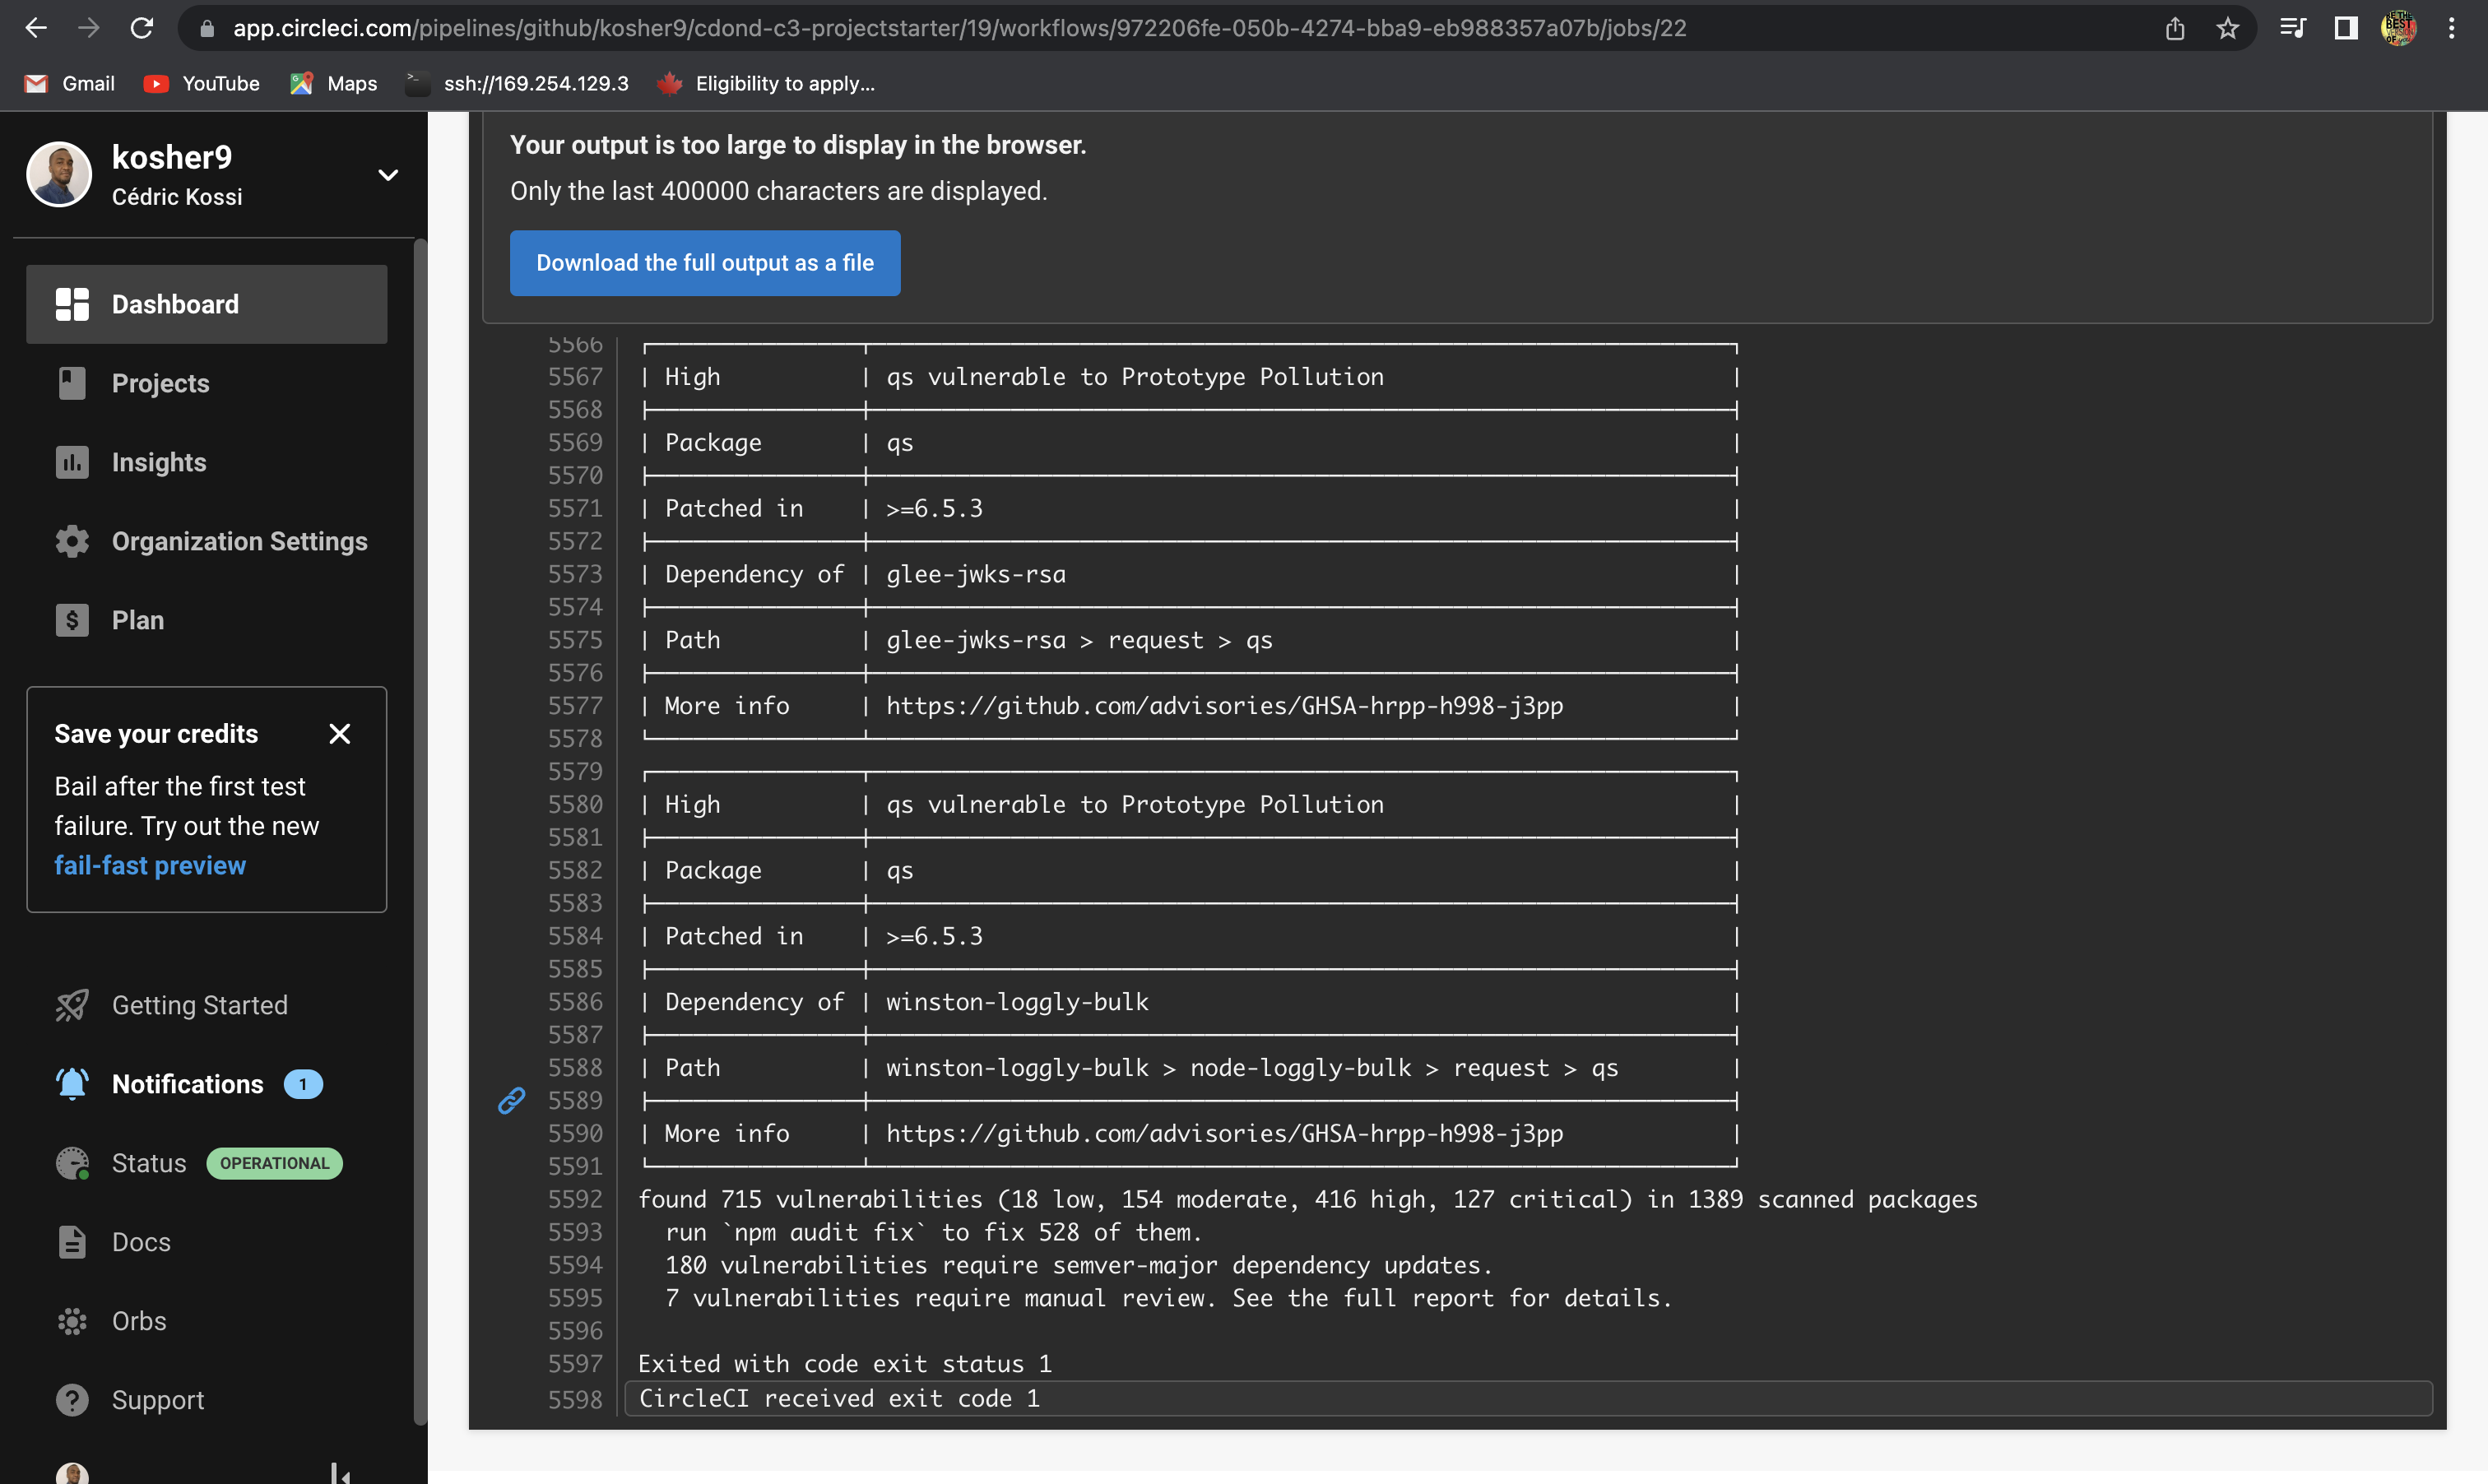 app.circleci.com/pipelines/github/kosher9/cdond-c3-projectstarter/19/workflows/972206fe-050b-4274-bba9-eb988357a07b/jobs/22
Gmail
YouTube
Maps
ssh://169.254.129.3
Eligibility to apply...
kosher9
Cédric Kossi
Dashboard
Projects
Insights
Organization Settings
Plan
Save your credits
Bail after the first test
failure. Try out the new
fail-fast preview
Getting Started
Notifications 1
Status OPERATIONAL
Docs
Orbs
Support
Your output is too large to display in the browser.
Only the last 400000 characters are displayed.
Download the full output as a file
5566
5567 | High | qs vulnerable to Prototype Pollution |
5568
5569 | Package | qs |
5570
5571 | Patched in | >=6.5.3 |
5572
5573 | Dependency of | glee-jwks-rsa |
5574
5575 | Path | glee-jwks-rsa > request > qs |
5576
5577 | More info | https://github.com/advisories/GHSA-hrpp-h998-j3pp |
5578
5579
5580 | High | qs vulnerable to Prototype Pollution |
5581
5582 | Package | qs |
5583
5584 | Patched in | >=6.5.3 |
5585
5586 | Dependency of | winston-loggly-bulk |
5587
5588 | Path | winston-loggly-bulk > node-loggly-bulk > request > qs |
5589
5590 | More info | https://github.com/advisories/GHSA-hrpp-h998-j3pp |
5591
5592 found 715 vulnerabilities (18 low, 154 moderate, 416 high, 127 critical) in 1389 scanned packages
5593 run `npm audit fix` to fix 528 of them.
5594 180 vulnerabilities require semver-major dependency updates.
5595 7 vulnerabilities require manual review. See the full report for details.
5596
5597 Exited with code exit status 1
5598 CircleCI received exit code 1